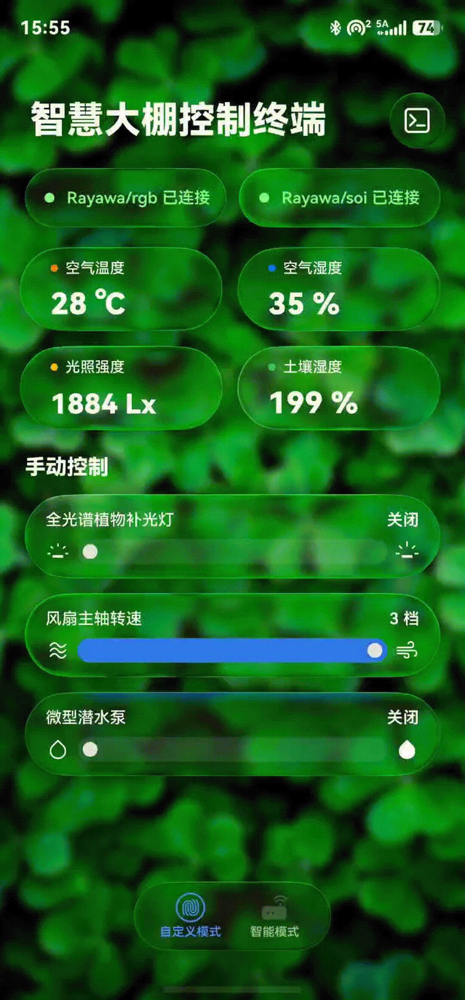 15:55
2 5A 74
智慧大棚控制终端
Rayawa/rgb 已连接
Rayawa/soi 已连接
空气温度
28 ℃
空气湿度
35 %
光照强度
1884 Lx
土壤湿度
199 %
手动控制
全光谱植物补光灯
关闭
风扇主轴转速
3 档
微型潜水泵
关闭
自定义模式
智能模式